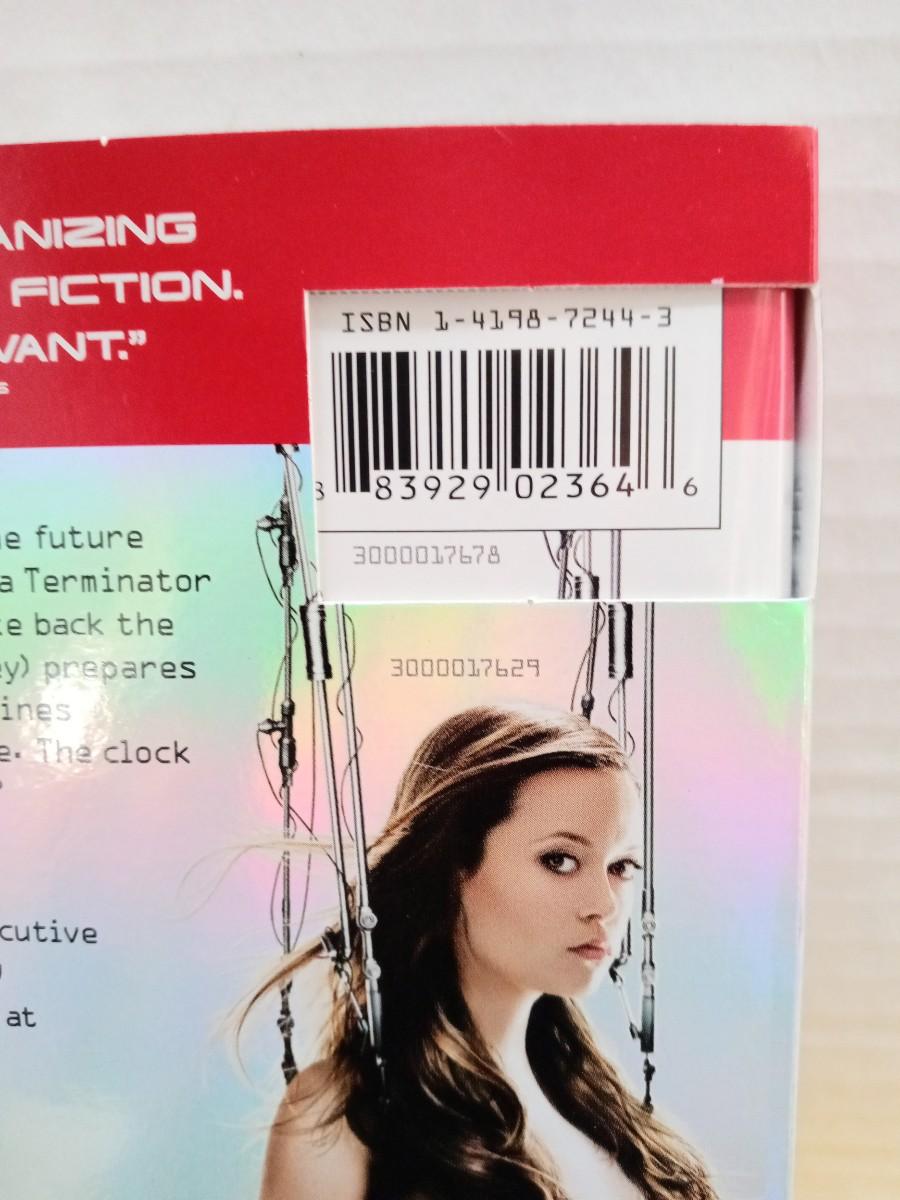 ANIZING
FICTION.
VANT.”
S
ISBN 1-4198-7244-3
8 83929 02364 6
3000017678
3000017629
e future
a Terminator
e back the
ey) prepares
ines
e. The clock
cutive
at